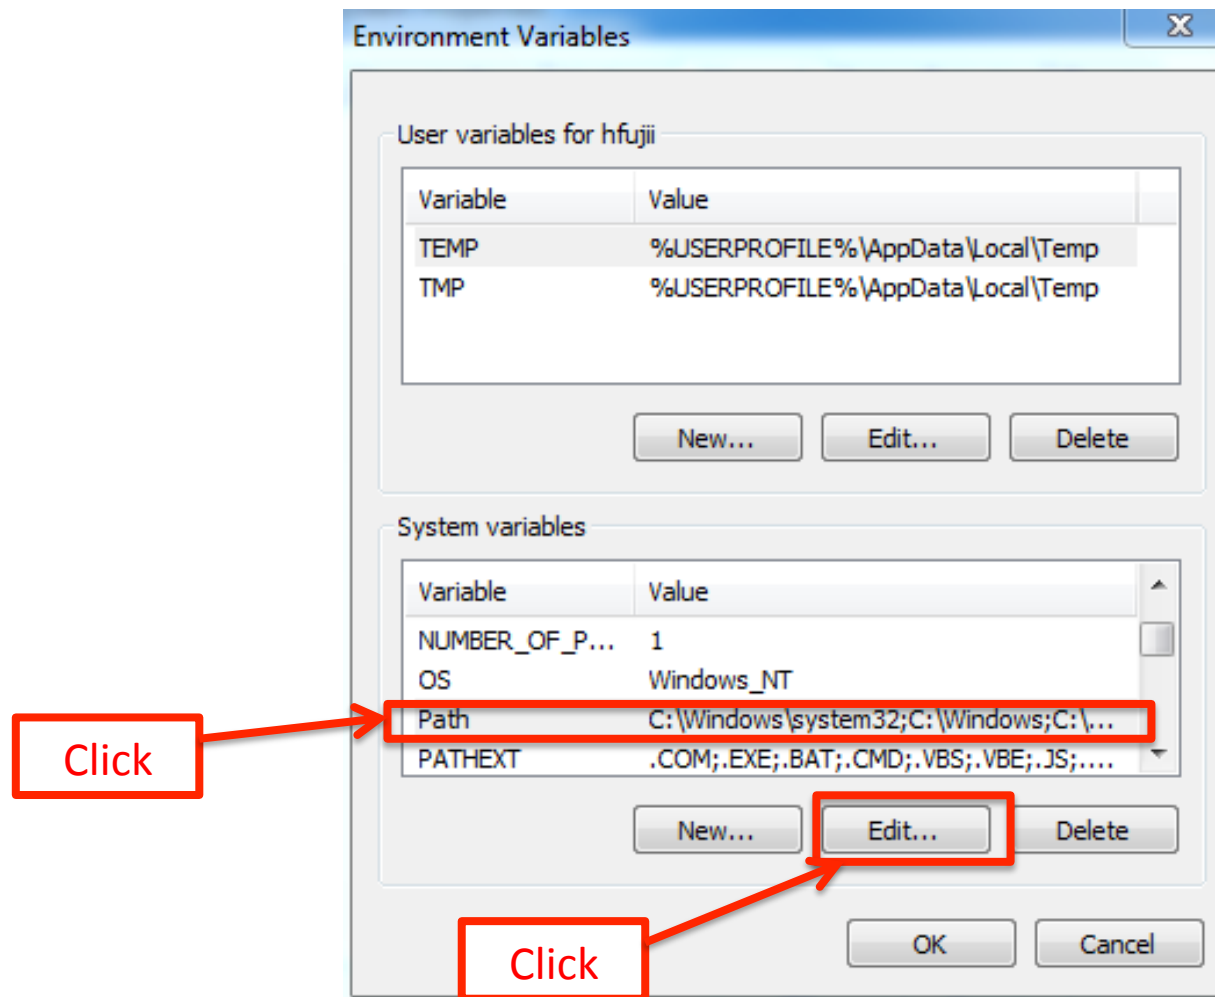 Environment Variables
User variables for hfujii
Variable Value
TEMP %USERPROFILE%\AppData\Local\Temp
TMP %USERPROFILE%\AppData\Local\Temp
New... Edit... Delete
System variables
Variable Value
NUMBER_OF_P... 1
OS Windows_NT
Path C:\Windows\system32;C:\Windows;C:\...
PATHEXT .COM;.EXE;.BAT;.CMD;.VBS;.VBE;.JS;....
Click
New... Edit... Delete
Click
OK Cancel